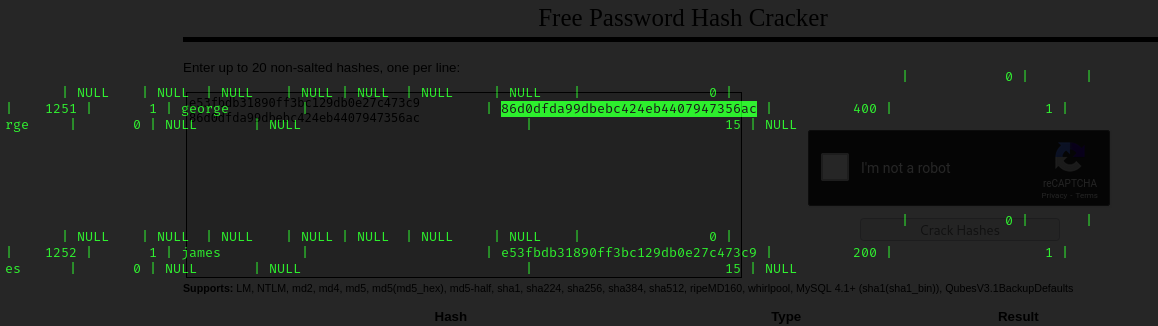 Free Password Hash Cracker
Enter up to 20 non-salted hashes, one per line:
| 0 | |
| NULL | NULL | NULL | NULL | NULL | NULL | NULL | 0 |
e53fbdb31890ff3bc129db0e27c473c9
| 1251 | 1 | george | | 86d0dfda99dbebc424eb4407947356ac | 400 | 1 |
86d0dfda99dbebc424eb4407947356ac
rge | 0 | NULL | NULL | 15 | NULL
I'm not a robot
reCAPTCHA
Privacy - Terms
| 0 | |
Crack Hashes
| NULL | NULL | NULL | NULL | NULL | NULL | NULL | 0 |
| 1252 | 1 | james | | e53fbdb31890ff3bc129db0e27c473c9 | 200 | 1 |
es | 0 | NULL | NULL | 15 | NULL
Supports: LM, NTLM, md2, md4, md5, md5(md5_hex), md5-half, sha1, sha224, sha256, sha384, sha512, ripeMD160, whirlpool, MySQL 4.1+ (sha1(sha1_bin)), QubesV3.1BackupDefaults
Hash Type Result